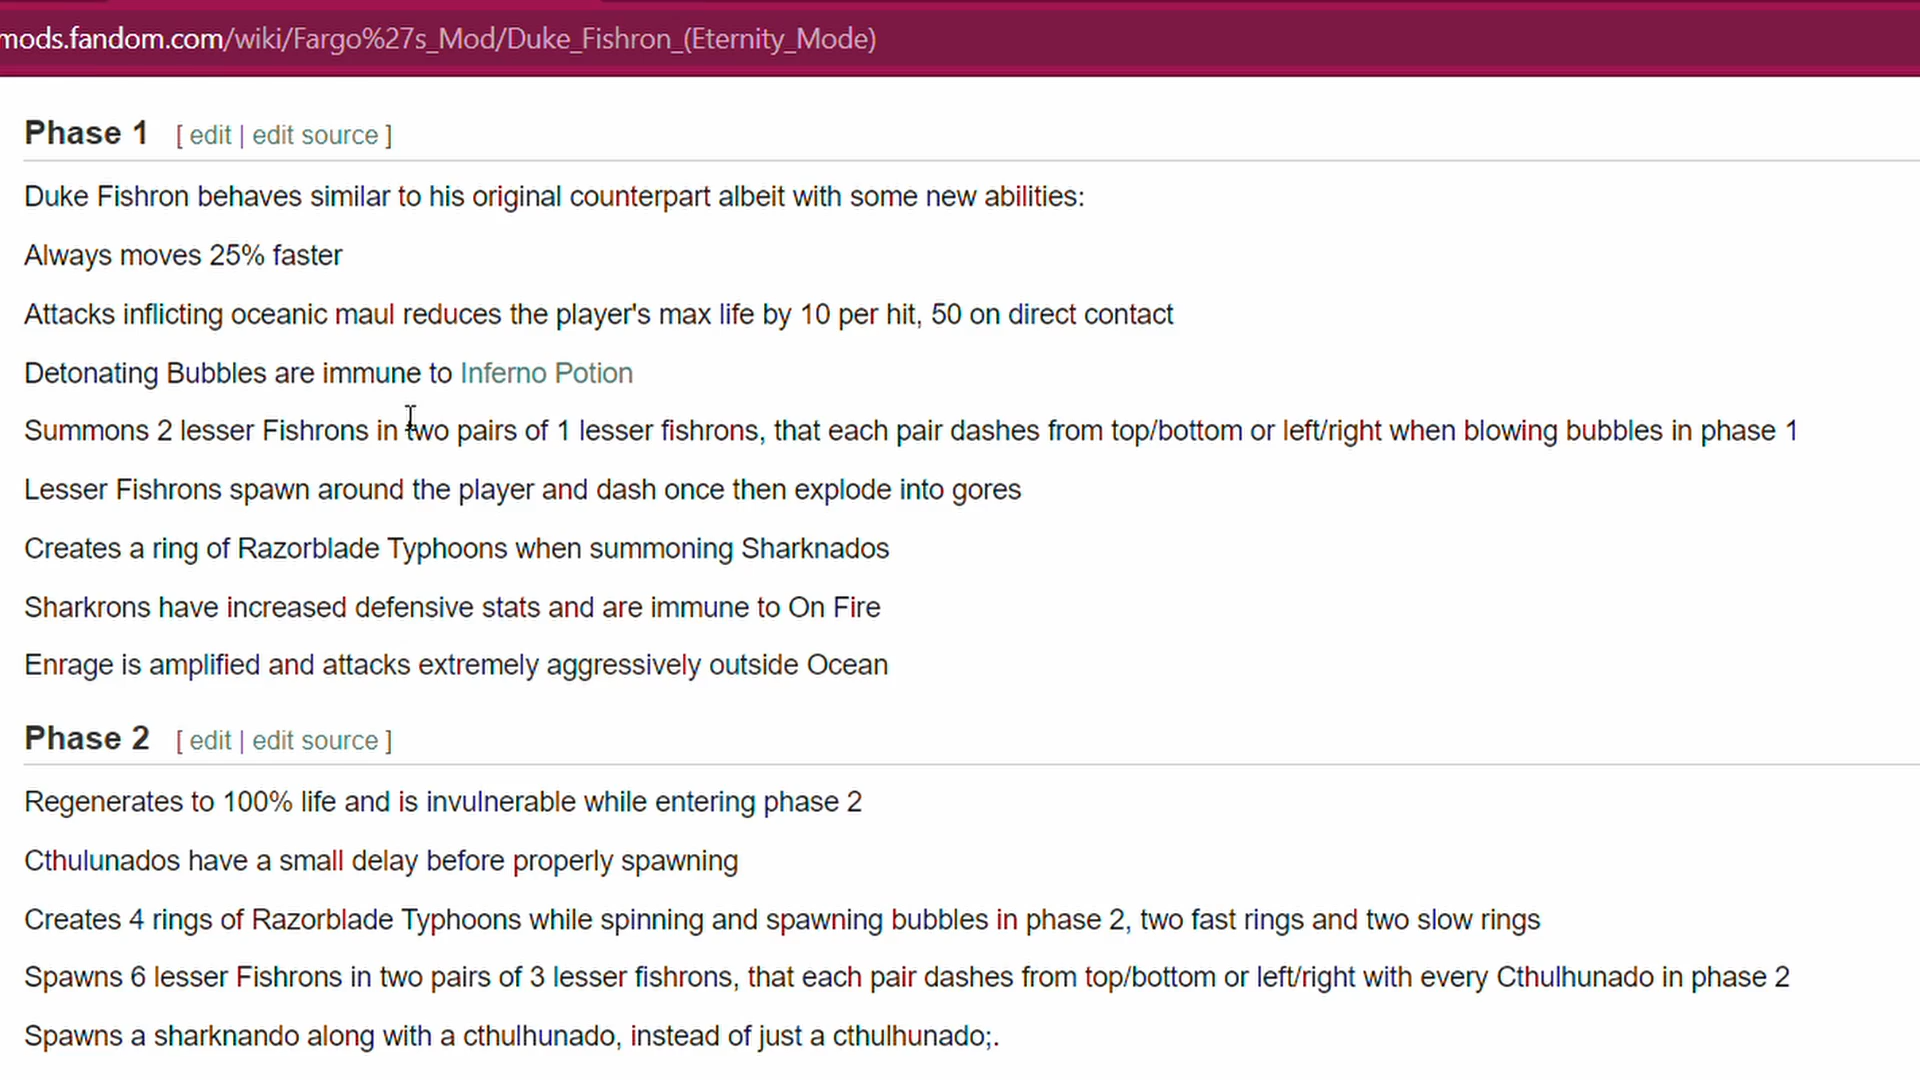 mods.fandom.com/wiki/Fargo%27s_Mod/Duke_Fishron_(Eternity_Mode)
Phase 1 [ edit | edit source ]
Duke Fishron behaves similar to his original counterpart albeit with some new abilities:
Always moves 25% faster
Attacks inflicting oceanic maul reduces the player's max life by 10 per hit, 50 on direct contact
Detonating Bubbles are immune to Inferno Potion
Summons 2 lesser Fishrons in two pairs of 1 lesser fishrons, that each pair dashes from top/bottom or left/right when blowing bubbles in phase 1
Lesser Fishrons spawn around the player and dash once then explode into gores
Creates a ring of Razorblade Typhoons when summoning Sharknados
Sharkrons have increased defensive stats and are immune to On Fire
Enrage is amplified and attacks extremely aggressively outside Ocean
Phase 2 [ edit | edit source ]
Regenerates to 100% life and is invulnerable while entering phase 2
Cthulunados have a small delay before properly spawning
Creates 4 rings of Razorblade Typhoons while spinning and spawning bubbles in phase 2, two fast rings and two slow rings
Spawns 6 lesser Fishrons in two pairs of 3 lesser fishrons, that each pair dashes from top/bottom or left/right with every Cthulhunado in phase 2
Spawns a sharknando along with a cthulhunado, instead of just a cthulhunado;.